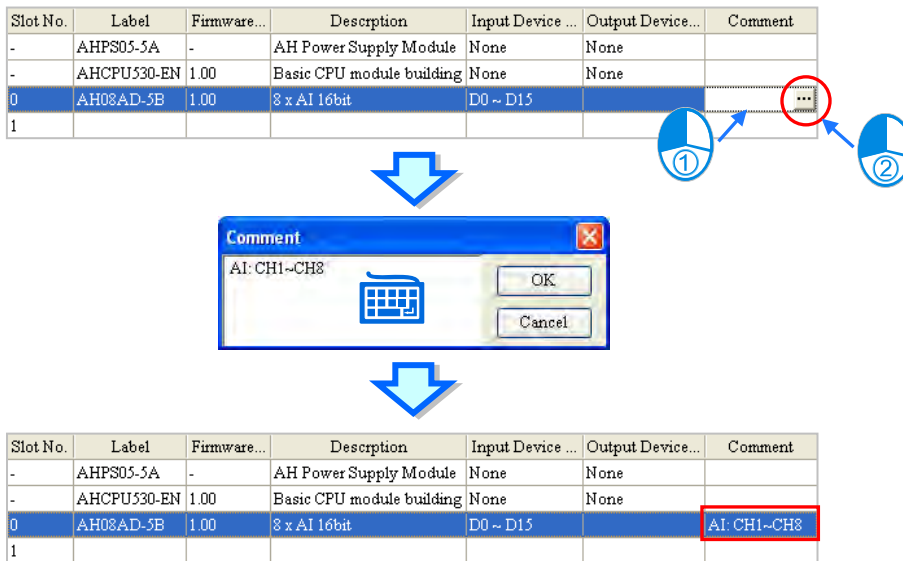 Slot No. Label Firmware... Descrption Input Device ... Output Device... Comment
- AHPS05-5A - AH Power Supply Module None None
- AHCPU530-EN 1.00 Basic CPU module building None None
0 AH08AD-5B 1.00 8 x AI 16bit D0 ~ D15 ...
1
① ②
Comment
AI: CH1~CH8
OK
Cancel
Slot No. Label Firmware... Descrption Input Device ... Output Device... Comment
- AHPS05-5A - AH Power Supply Module None None
- AHCPU530-EN 1.00 Basic CPU module building None None
0 AH08AD-5B 1.00 8 x AI 16bit D0 ~ D15 AI: CH1~CH8
1